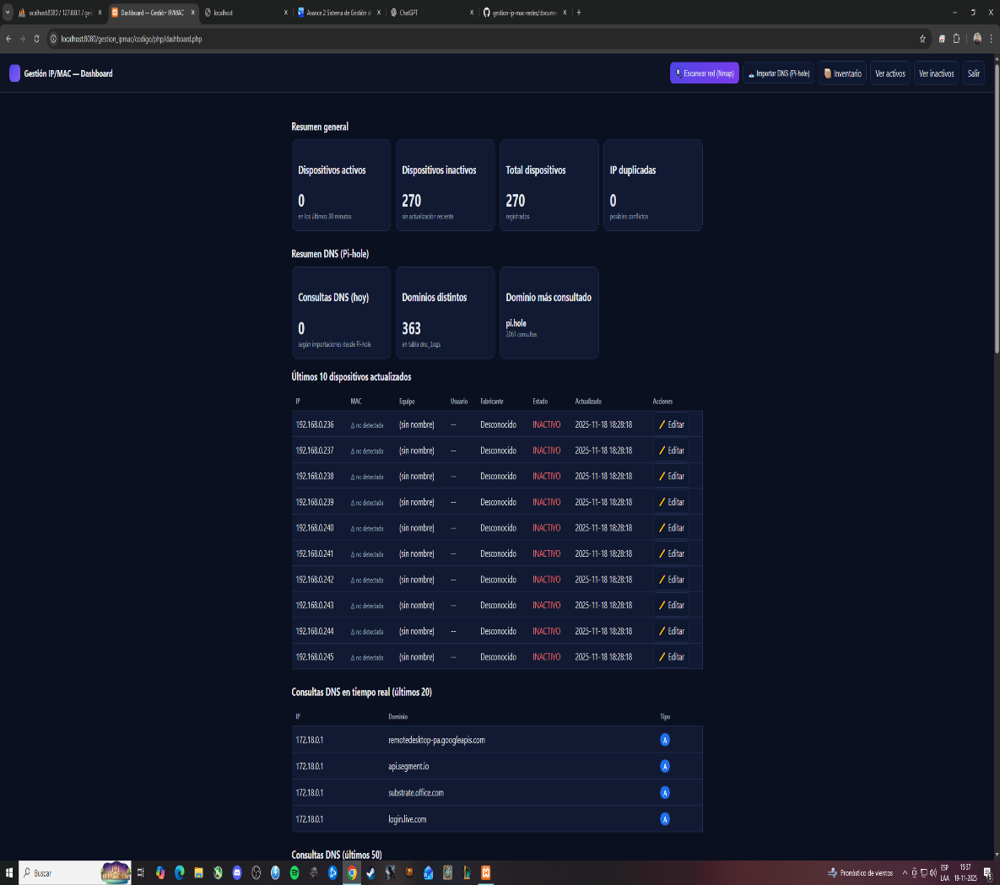 localhost:8080 / 127.0.0.1 / gest
Dashboard — Gestión IP/MAC
localhost
Avance 2 Sistema de Gestión d
ChatGPT
gestion-ip-mac-redes/docume
localhost:8080/gestion_ipmac/codigo/php/dashboard.php
Gestión IP/MAC — Dashboard
Escanear red (Nmap)
Importar DNS (Pi-hole)
Inventario
Ver activos
Ver inactivos
Salir
Resumen general
Dispositivos activos
Dispositivos inactivos
Total dispositivos
IP duplicadas
0
270
270
0
en los últimos 30 minutos
sin actualización reciente
registrados
posibles conflictos
Resumen DNS (Pi-hole)
Consultas DNS (hoy)
Dominios distintos
Dominio más consultado
0
363
pi.hole
2061 consultas
según importaciones desde Pi-hole
en tabla dns_logs
Últimos 10 dispositivos actualizados
IP MAC Equipo Usuario Fabricante Estado Actualizado Acciones
192.168.0.236 ⚠ no detectada (sin nombre) -- Desconocido INACTIVO 2025-11-18 18:28:18 Editar
192.168.0.237 ⚠ no detectada (sin nombre) -- Desconocido INACTIVO 2025-11-18 18:28:18 Editar
192.168.0.238 ⚠ no detectada (sin nombre) -- Desconocido INACTIVO 2025-11-18 18:28:18 Editar
192.168.0.239 ⚠ no detectada (sin nombre) -- Desconocido INACTIVO 2025-11-18 18:28:18 Editar
192.168.0.240 ⚠ no detectada (sin nombre) -- Desconocido INACTIVO 2025-11-18 18:28:18 Editar
192.168.0.241 ⚠ no detectada (sin nombre) -- Desconocido INACTIVO 2025-11-18 18:28:18 Editar
192.168.0.242 ⚠ no detectada (sin nombre) -- Desconocido INACTIVO 2025-11-18 18:28:18 Editar
192.168.0.243 ⚠ no detectada (sin nombre) -- Desconocido INACTIVO 2025-11-18 18:28:18 Editar
192.168.0.244 ⚠ no detectada (sin nombre) -- Desconocido INACTIVO 2025-11-18 18:28:18 Editar
192.168.0.245 ⚠ no detectada (sin nombre) -- Desconocido INACTIVO 2025-11-18 18:28:18 Editar
Consultas DNS en tiempo real (últimos 20)
IP Dominio Tipo
172.18.0.1 remotedesktop-pa.googleapis.com A
172.18.0.1 api.segment.io A
172.18.0.1 substrate.office.com A
172.18.0.1 login.live.com A
Consultas DNS (últimos 50)
Buscar
Pronóstico de vientos
ESP
LAA
15:37
19-11-2025